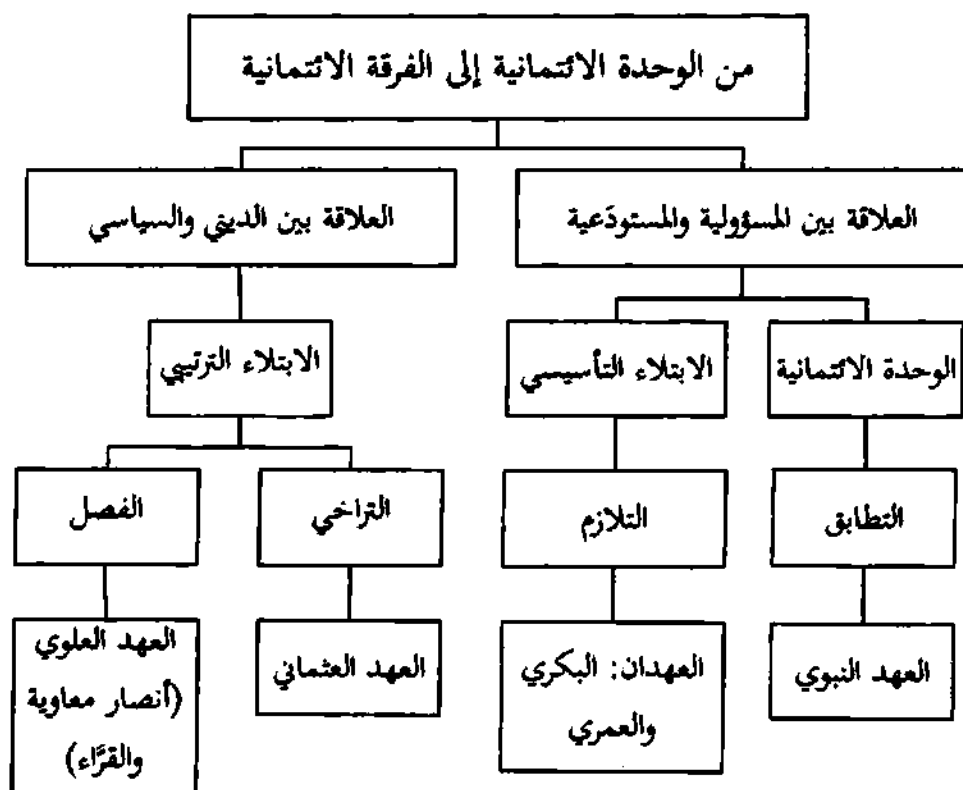 من الوحدة الائتمانية إلى الفرقة الائتمانية
العلاقة بين المسؤولية والمستودَعية
العلاقة بين الديني والسياسي
الوحدة الائتمانية
الابتلاء التأسيسي
الابتلاء الترتيبي
التطابق
التلازم
التراخي
الفصل
العهد النبوي
العهدان: البكري
والعمري
العهد العثماني
العهد العلوي
(أنصار معاوية
والقرَّاء)